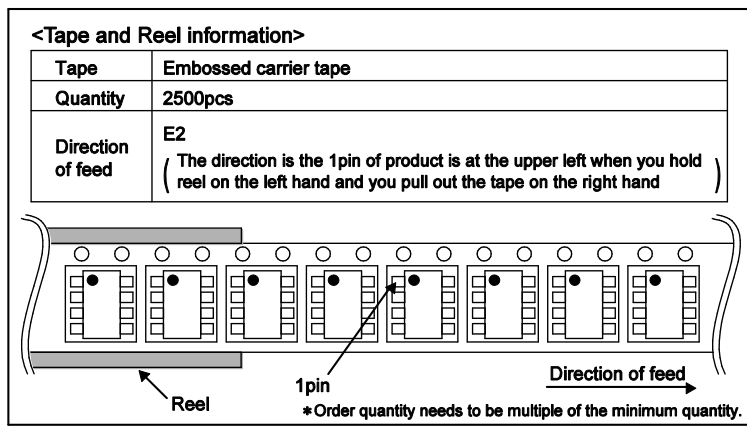 <Tape and Reel information>
Tape Embossed carrier tape
Quantity 2500pcs
Direction of feed E2
( The direction is the 1pin of product is at the upper left when you hold
reel on the left hand and you pull out the tape on the right hand )
Reel
1pin
Direction of feed
*Order quantity needs to be multiple of the minimum quantity.